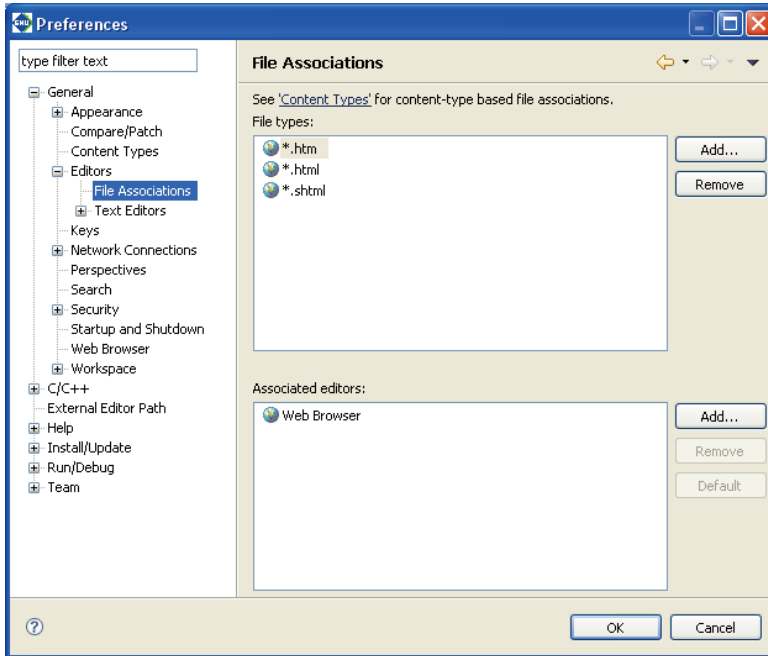 Preferences
type filter text
General
Appearance
Compare/Patch
Content Types
Editors
File Associations
Text Editors
Keys
Network Connections
Perspectives
Search
Security
Startup and Shutdown
Web Browser
Workspace
C/C++
External Editor Path
Help
Install/Update
Run/Debug
Team
File Associations
See 'Content Types' for content-type based file associations.
File types:
*.htm
*.html
*.shtml
Add...
Remove
Associated editors:
Web Browser
Add...
Remove
Default
OK
Cancel